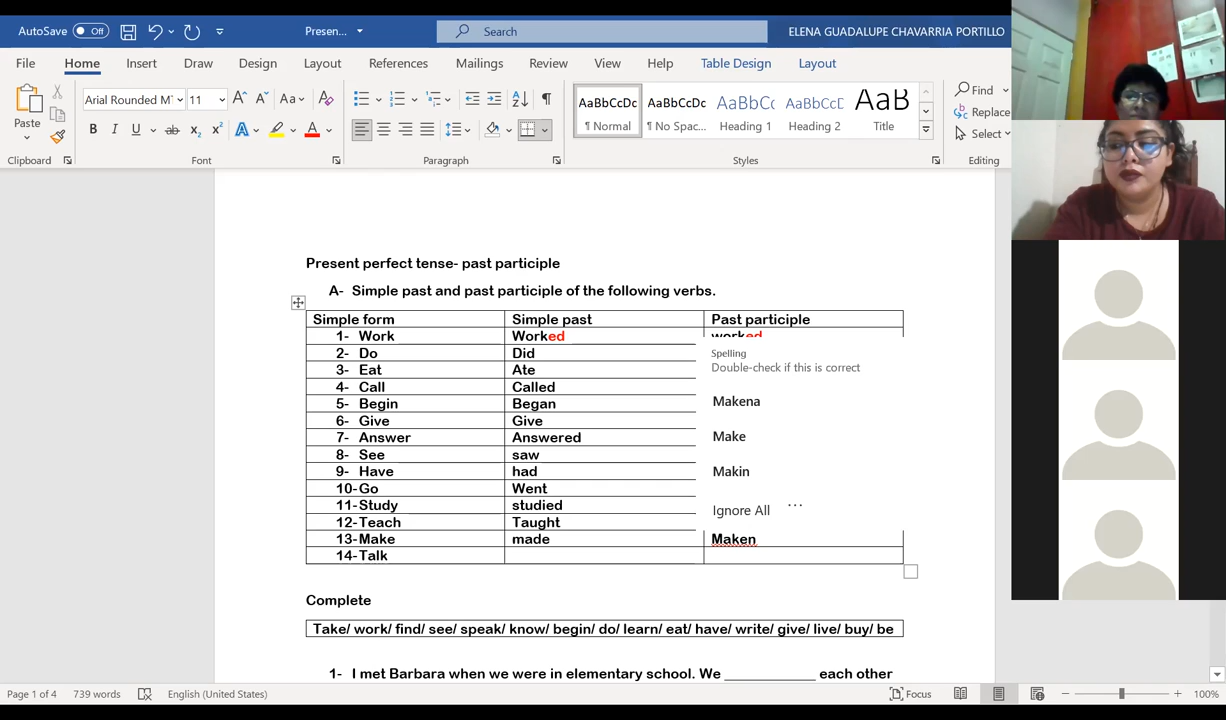 AutoSave Off Presen... Search ELENA GUADALUPE CHAVARRIA PORTILLO
File Home Insert Draw Design Layout References Mailings Review View Help Table Design Layout
Paste Arial Rounded M 11 Aa AaBbCcDc AaBbCcDc AaBbCc AaBbCcD AaB Find
B I U ab x₂ x² A A ¶ Normal ¶ No Spac... Heading 1 Heading 2 Title Replace
Select
Clipboard Font Paragraph Styles Editing
Present perfect tense- past participle
A- Simple past and past participle of the following verbs.
Simple form Simple past Past participle
1- Work Worked worked
2- Do Did
3- Eat Ate
4- Call Called
5- Begin Began
6- Give Give
7- Answer Answered
8- See saw
9- Have had
10-Go Went
11-Study studied
12-Teach Taught
13-Make made Maken
14-Talk
Spelling
Double-check if this is correct
Makena
Make
Makin
Ignore All ...
Complete
Take/ work/ find/ see/ speak/ know/ begin/ do/ learn/ eat/ have/ write/ give/ live/ buy/ be
1- I met Barbara when we were in elementary school. We ____________ each other
Page 1 of 4 739 words English (United States) Focus 100%